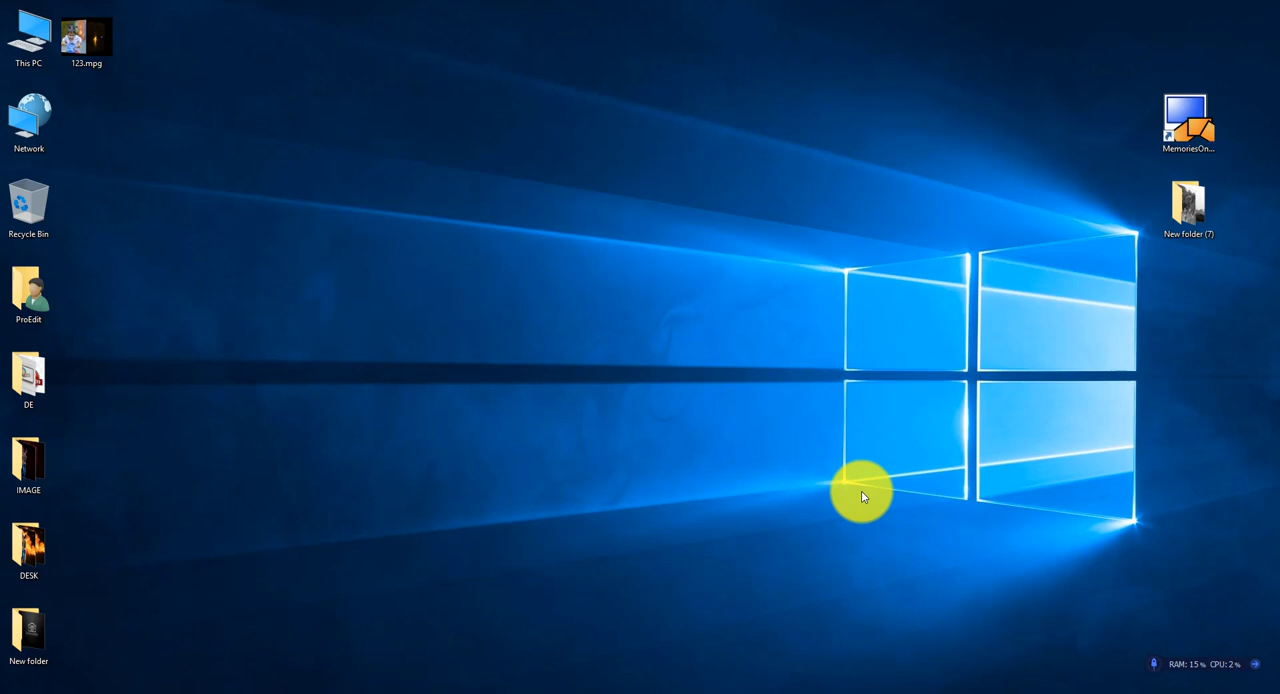 This PC
123.mpg
Network
Recycle Bin
ProEdit
DE
IMAGE
DESK
New folder
MemoriesOn...
New folder (7)
RAM: 15% CPU: 2%